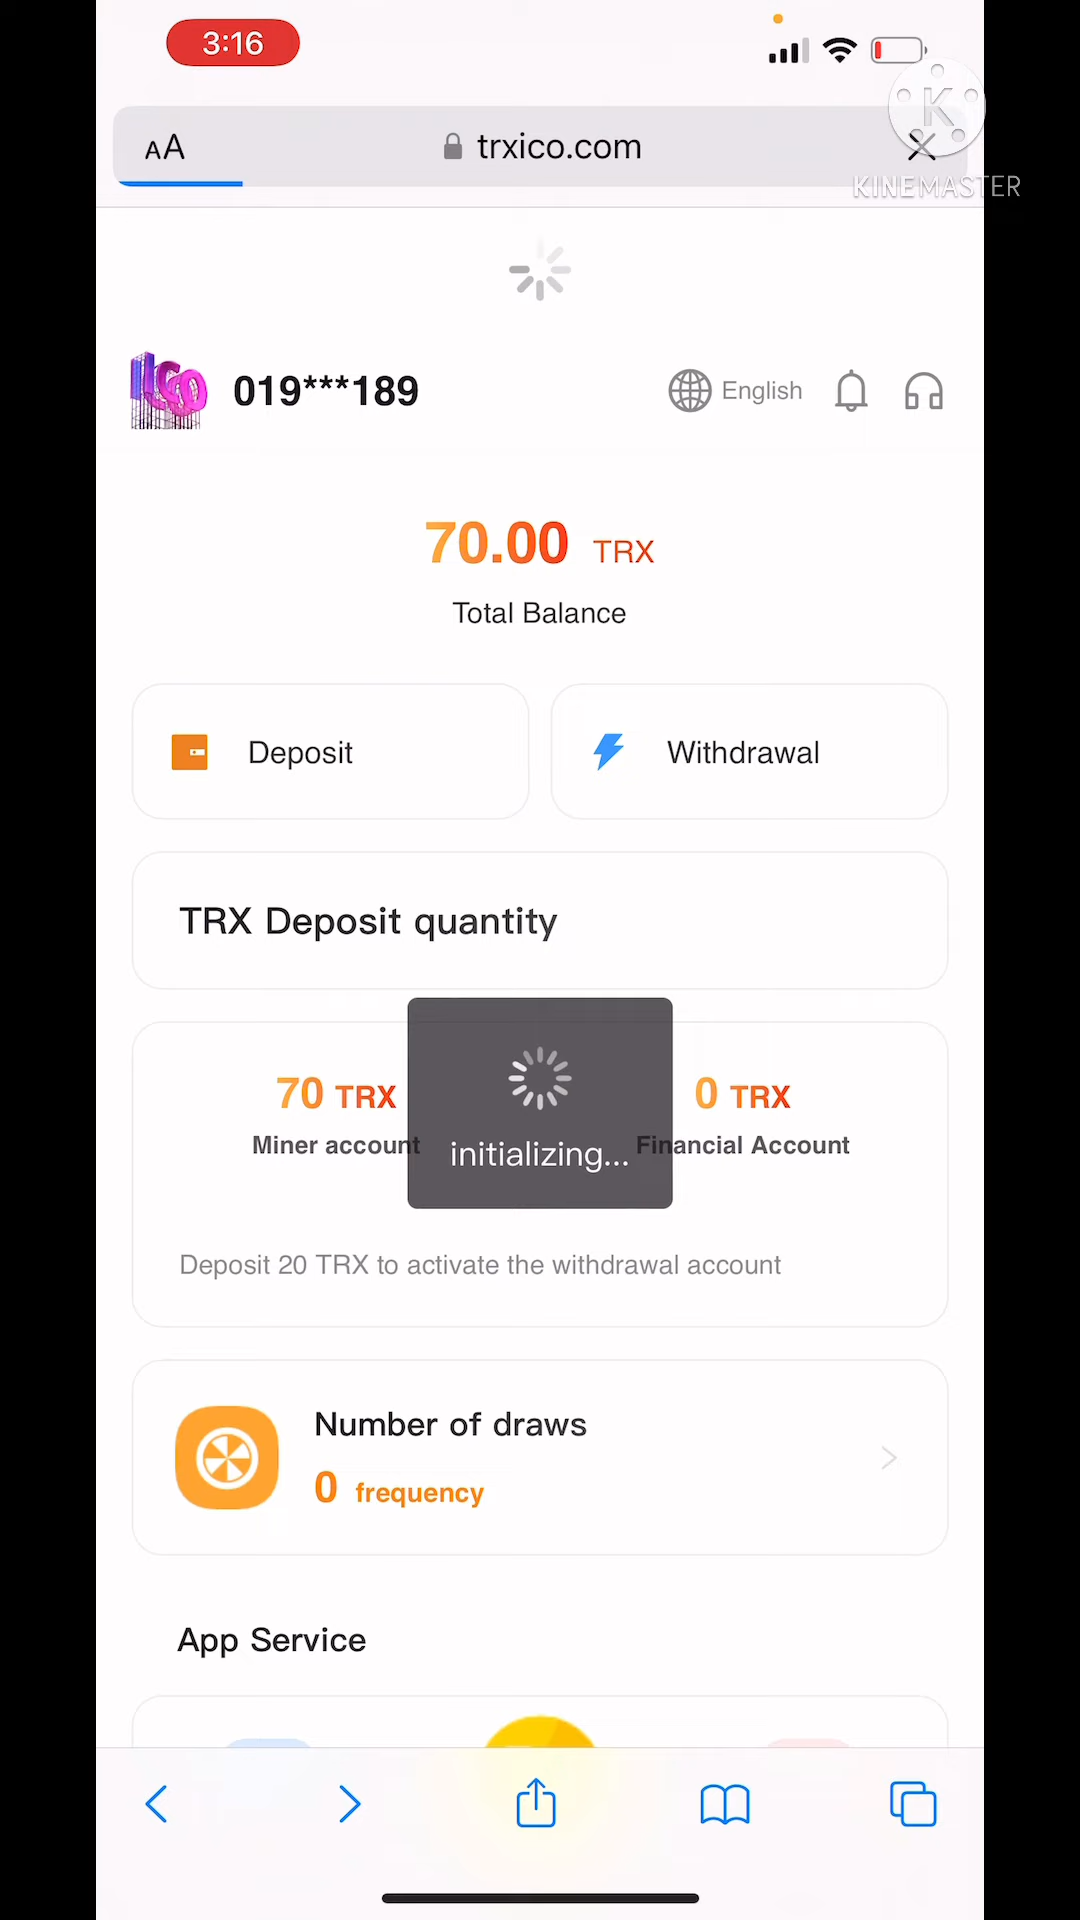 3:16
AA
trxico.com
KINEMASTER
019***189
English
70.00 TRX
Total Balance
Deposit
Withdrawal
TRX Deposit quantity
70 TRX
0 TRX
Miner account
Financial Account
initializing...
Deposit 20 TRX to activate the withdrawal account
Number of draws
0 frequency
App Service